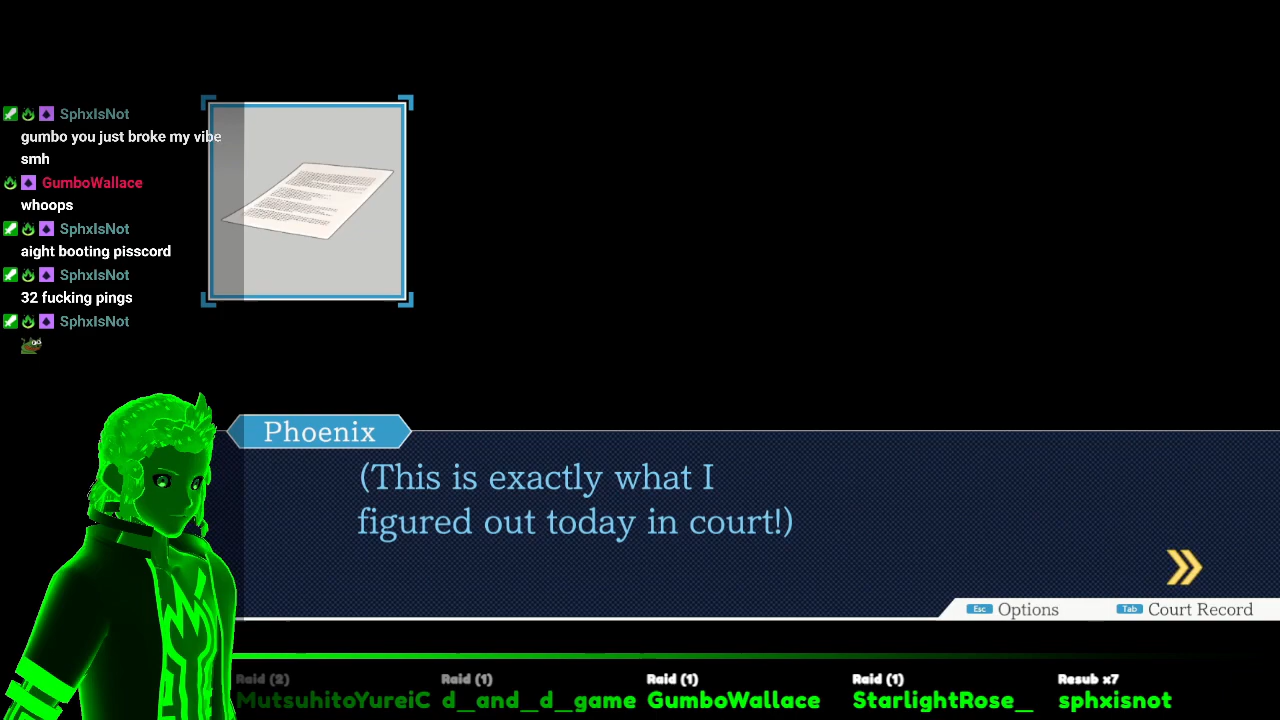 SphxIsNot
gumbo you just broke my vibe
smh
GumboWallace
whoops
SphxIsNot
aight booting pisscord
SphxIsNot
32 fucking pings
SphxIsNot
Phoenix
(This is exactly what I
figured out today in court!)
Esc Options Tab Court Record
Raid (2) Raid (1) Raid (1) Raid (1) Resub x7
MutsuhitoYureiC d__and__d__game GumboWallace StarlightRose_ sphxisnot